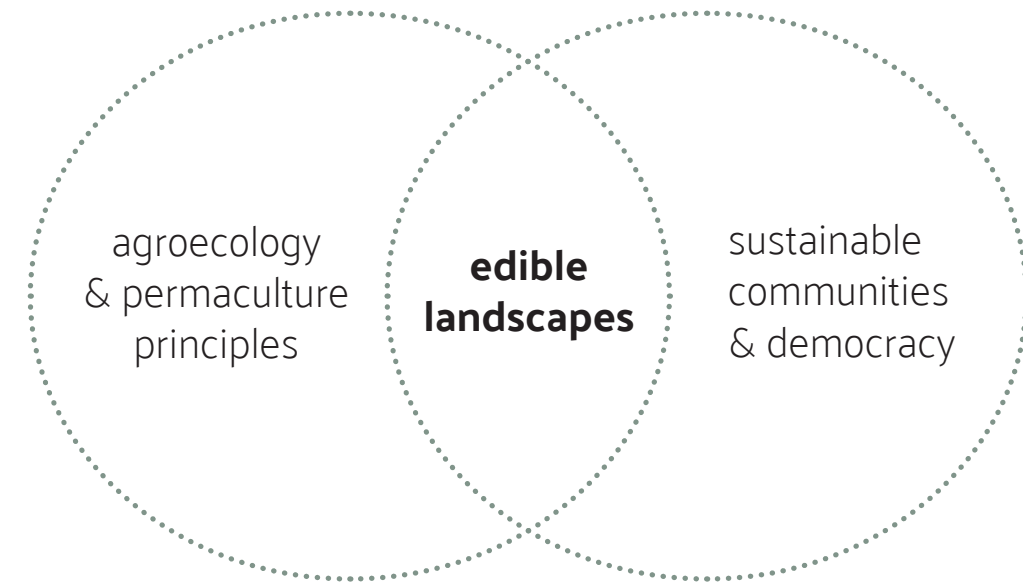 agroecology
& permaculture
principles
edible
landscapes
sustainable
communities
& democracy